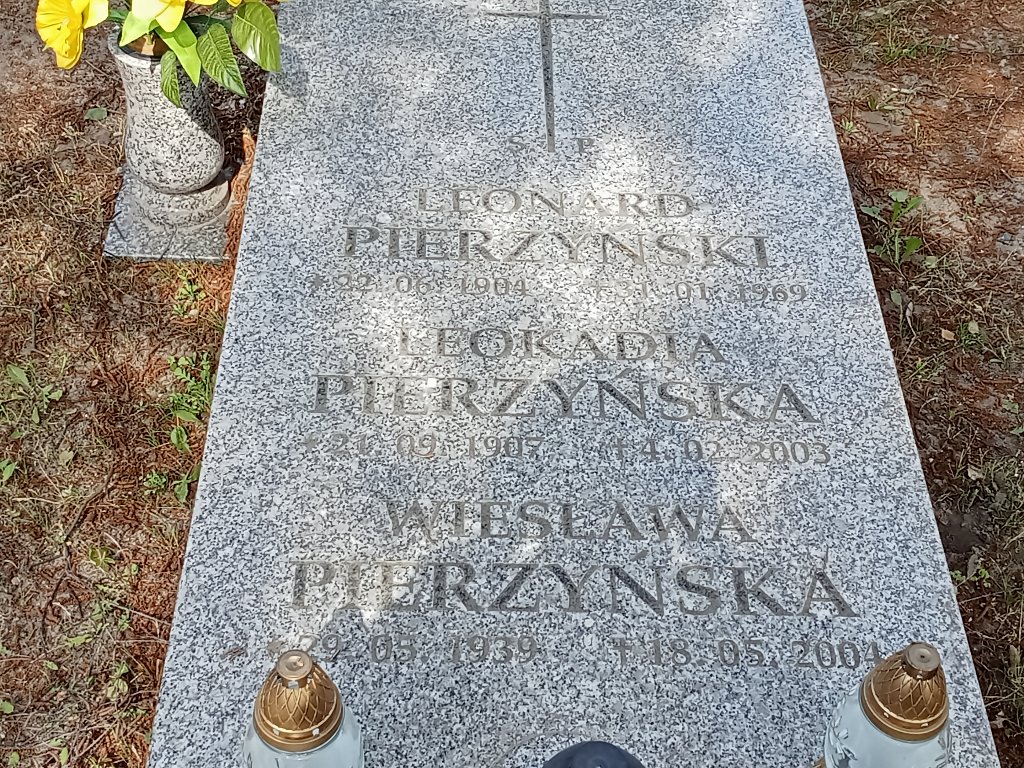 Ś P
LEONARD
PIERZYŃSKI
* 22. 06. 1904 † 31. 01. 1969
LEOKADIA
PIERZYŃSKA
* 21. 09. 1907 † 4. 02. 2003
WIESŁAWA
PIERZYŃSKA
* 29. 05. 1939 † 18. 05. 2004